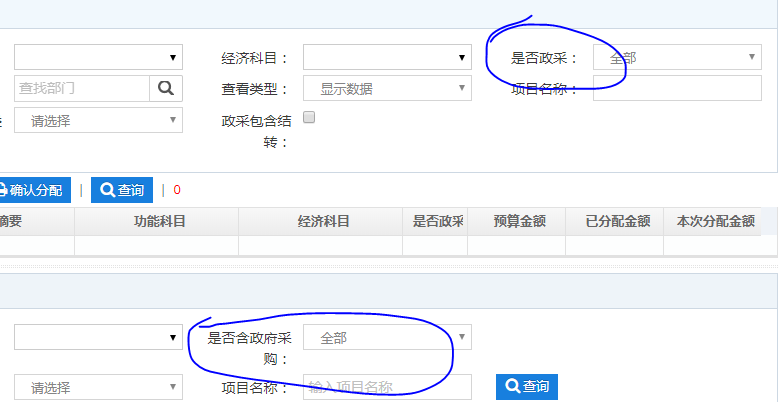 经济科目： 是否政采： 全部
查找部门 查看类型： 显示数据 项目名称：
请选择 政采包含结
转：
确认分配 | 查询 | 0
摘要 功能科目 经济科目 是否政采 预算金额 已分配金额 本次分配金额
是否含政府采 全部
购：
请选择 项目名称： 输入项目名称 查询